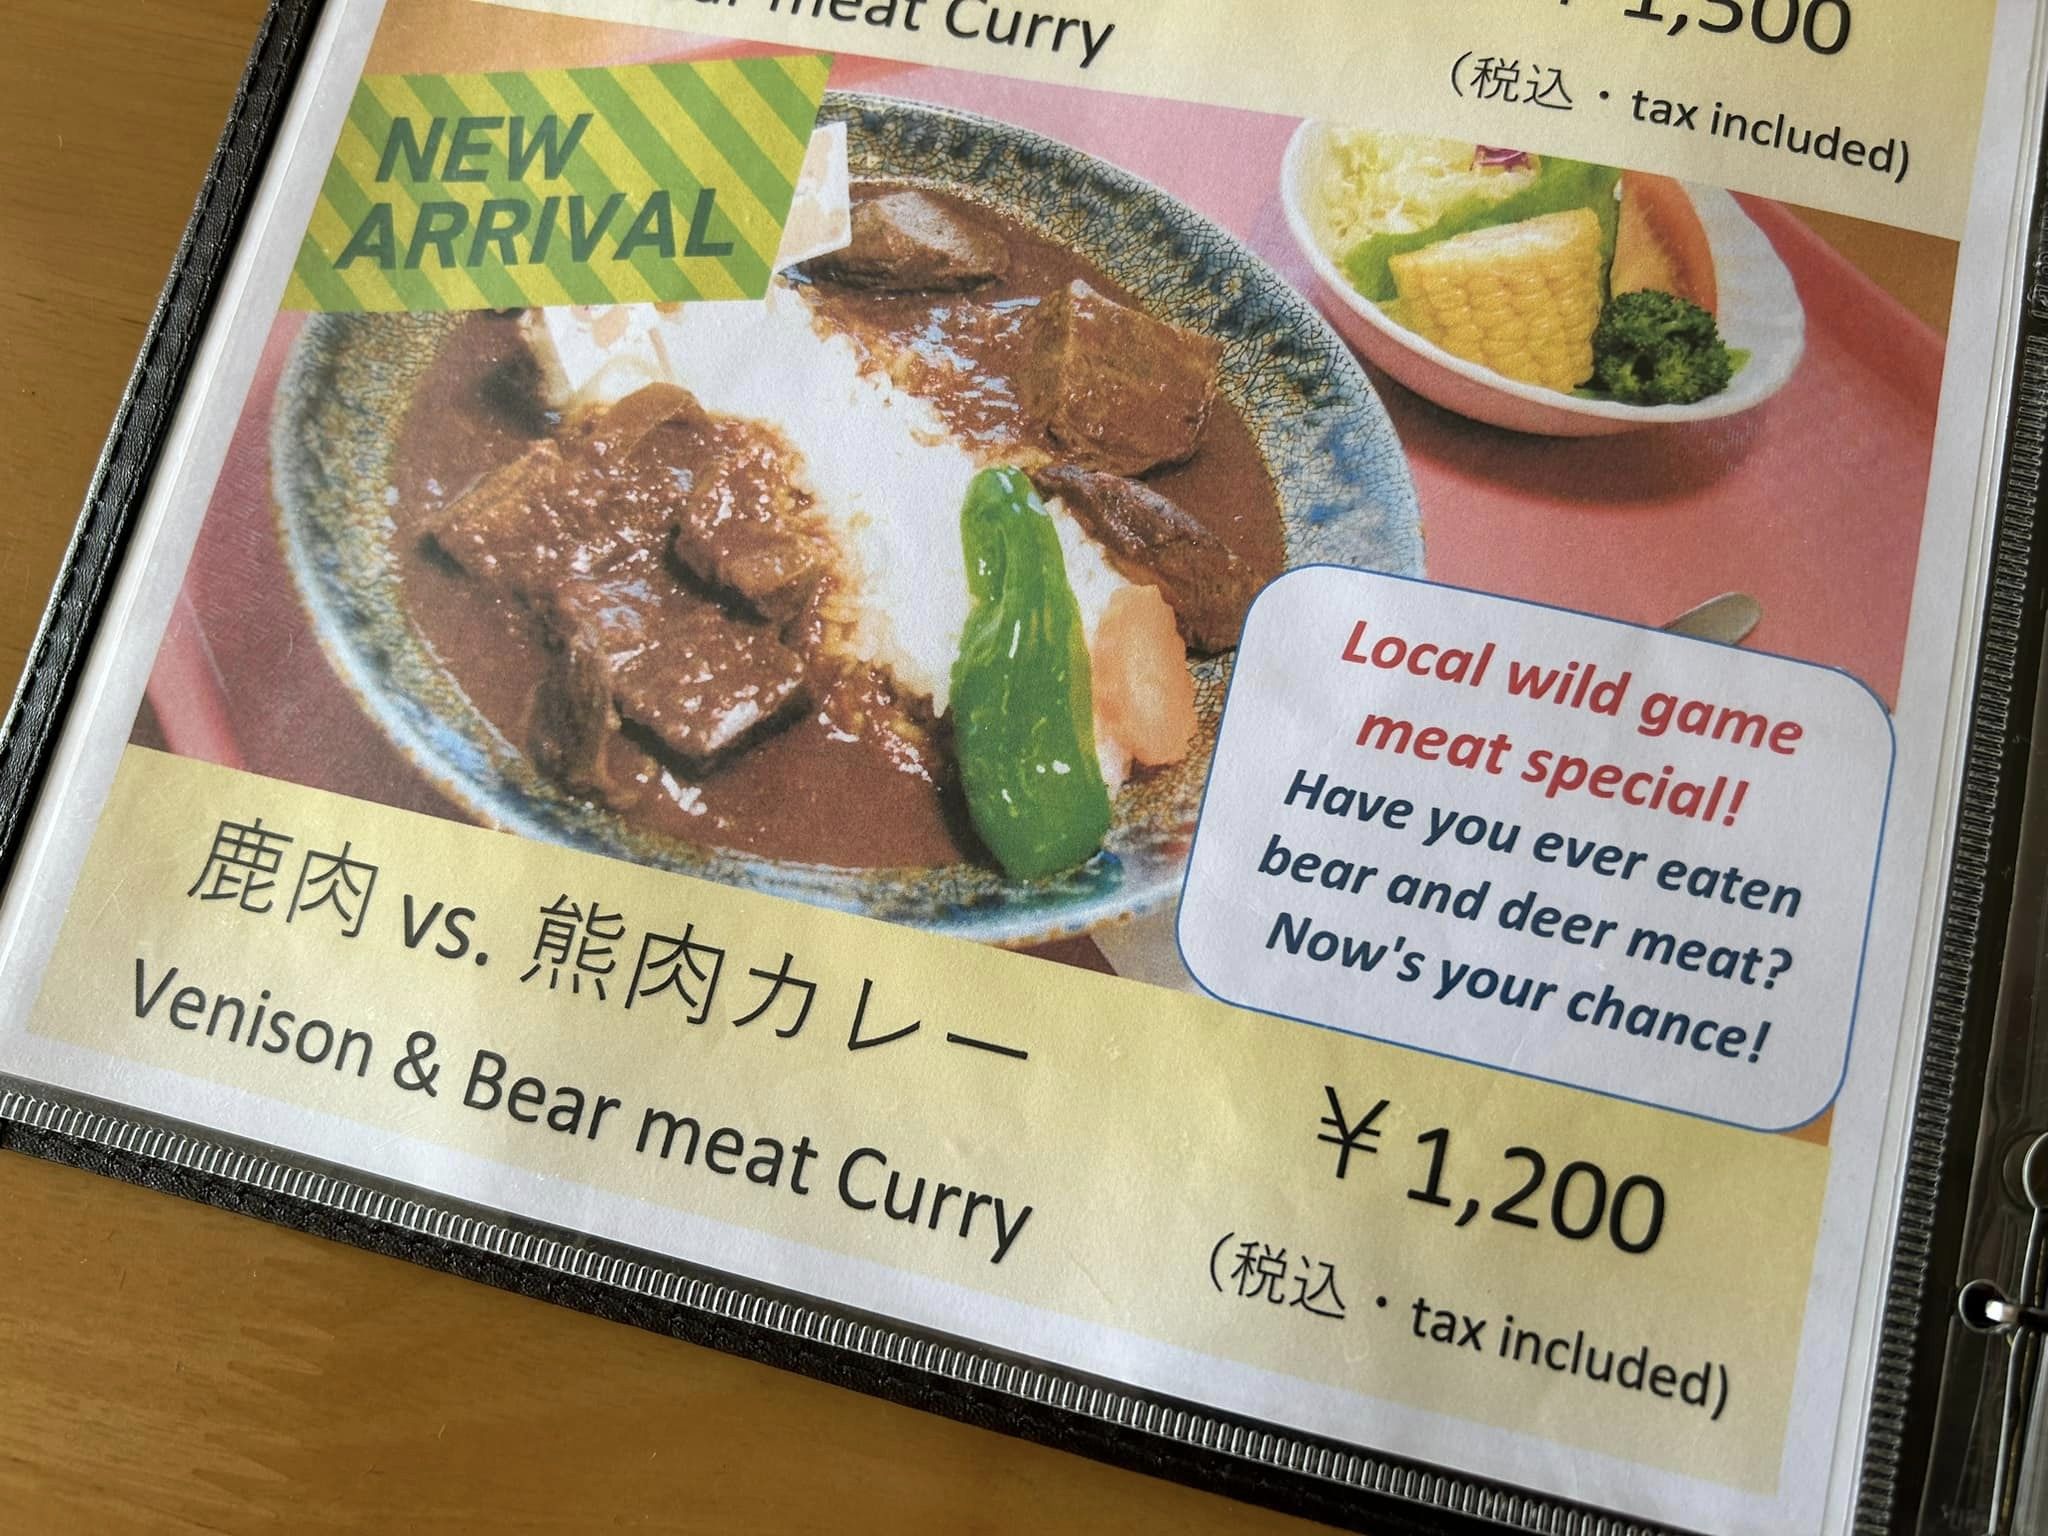 meat Curry
¥1,500
(税込・tax included)
NEW
ARRIVAL
Local wild game
meat special!
Have you ever eaten
bear and deer meat?
Now's your chance!
鹿肉 vs. 熊肉カレー
Venison & Bear meat Curry
¥1,200
(税込・tax included)